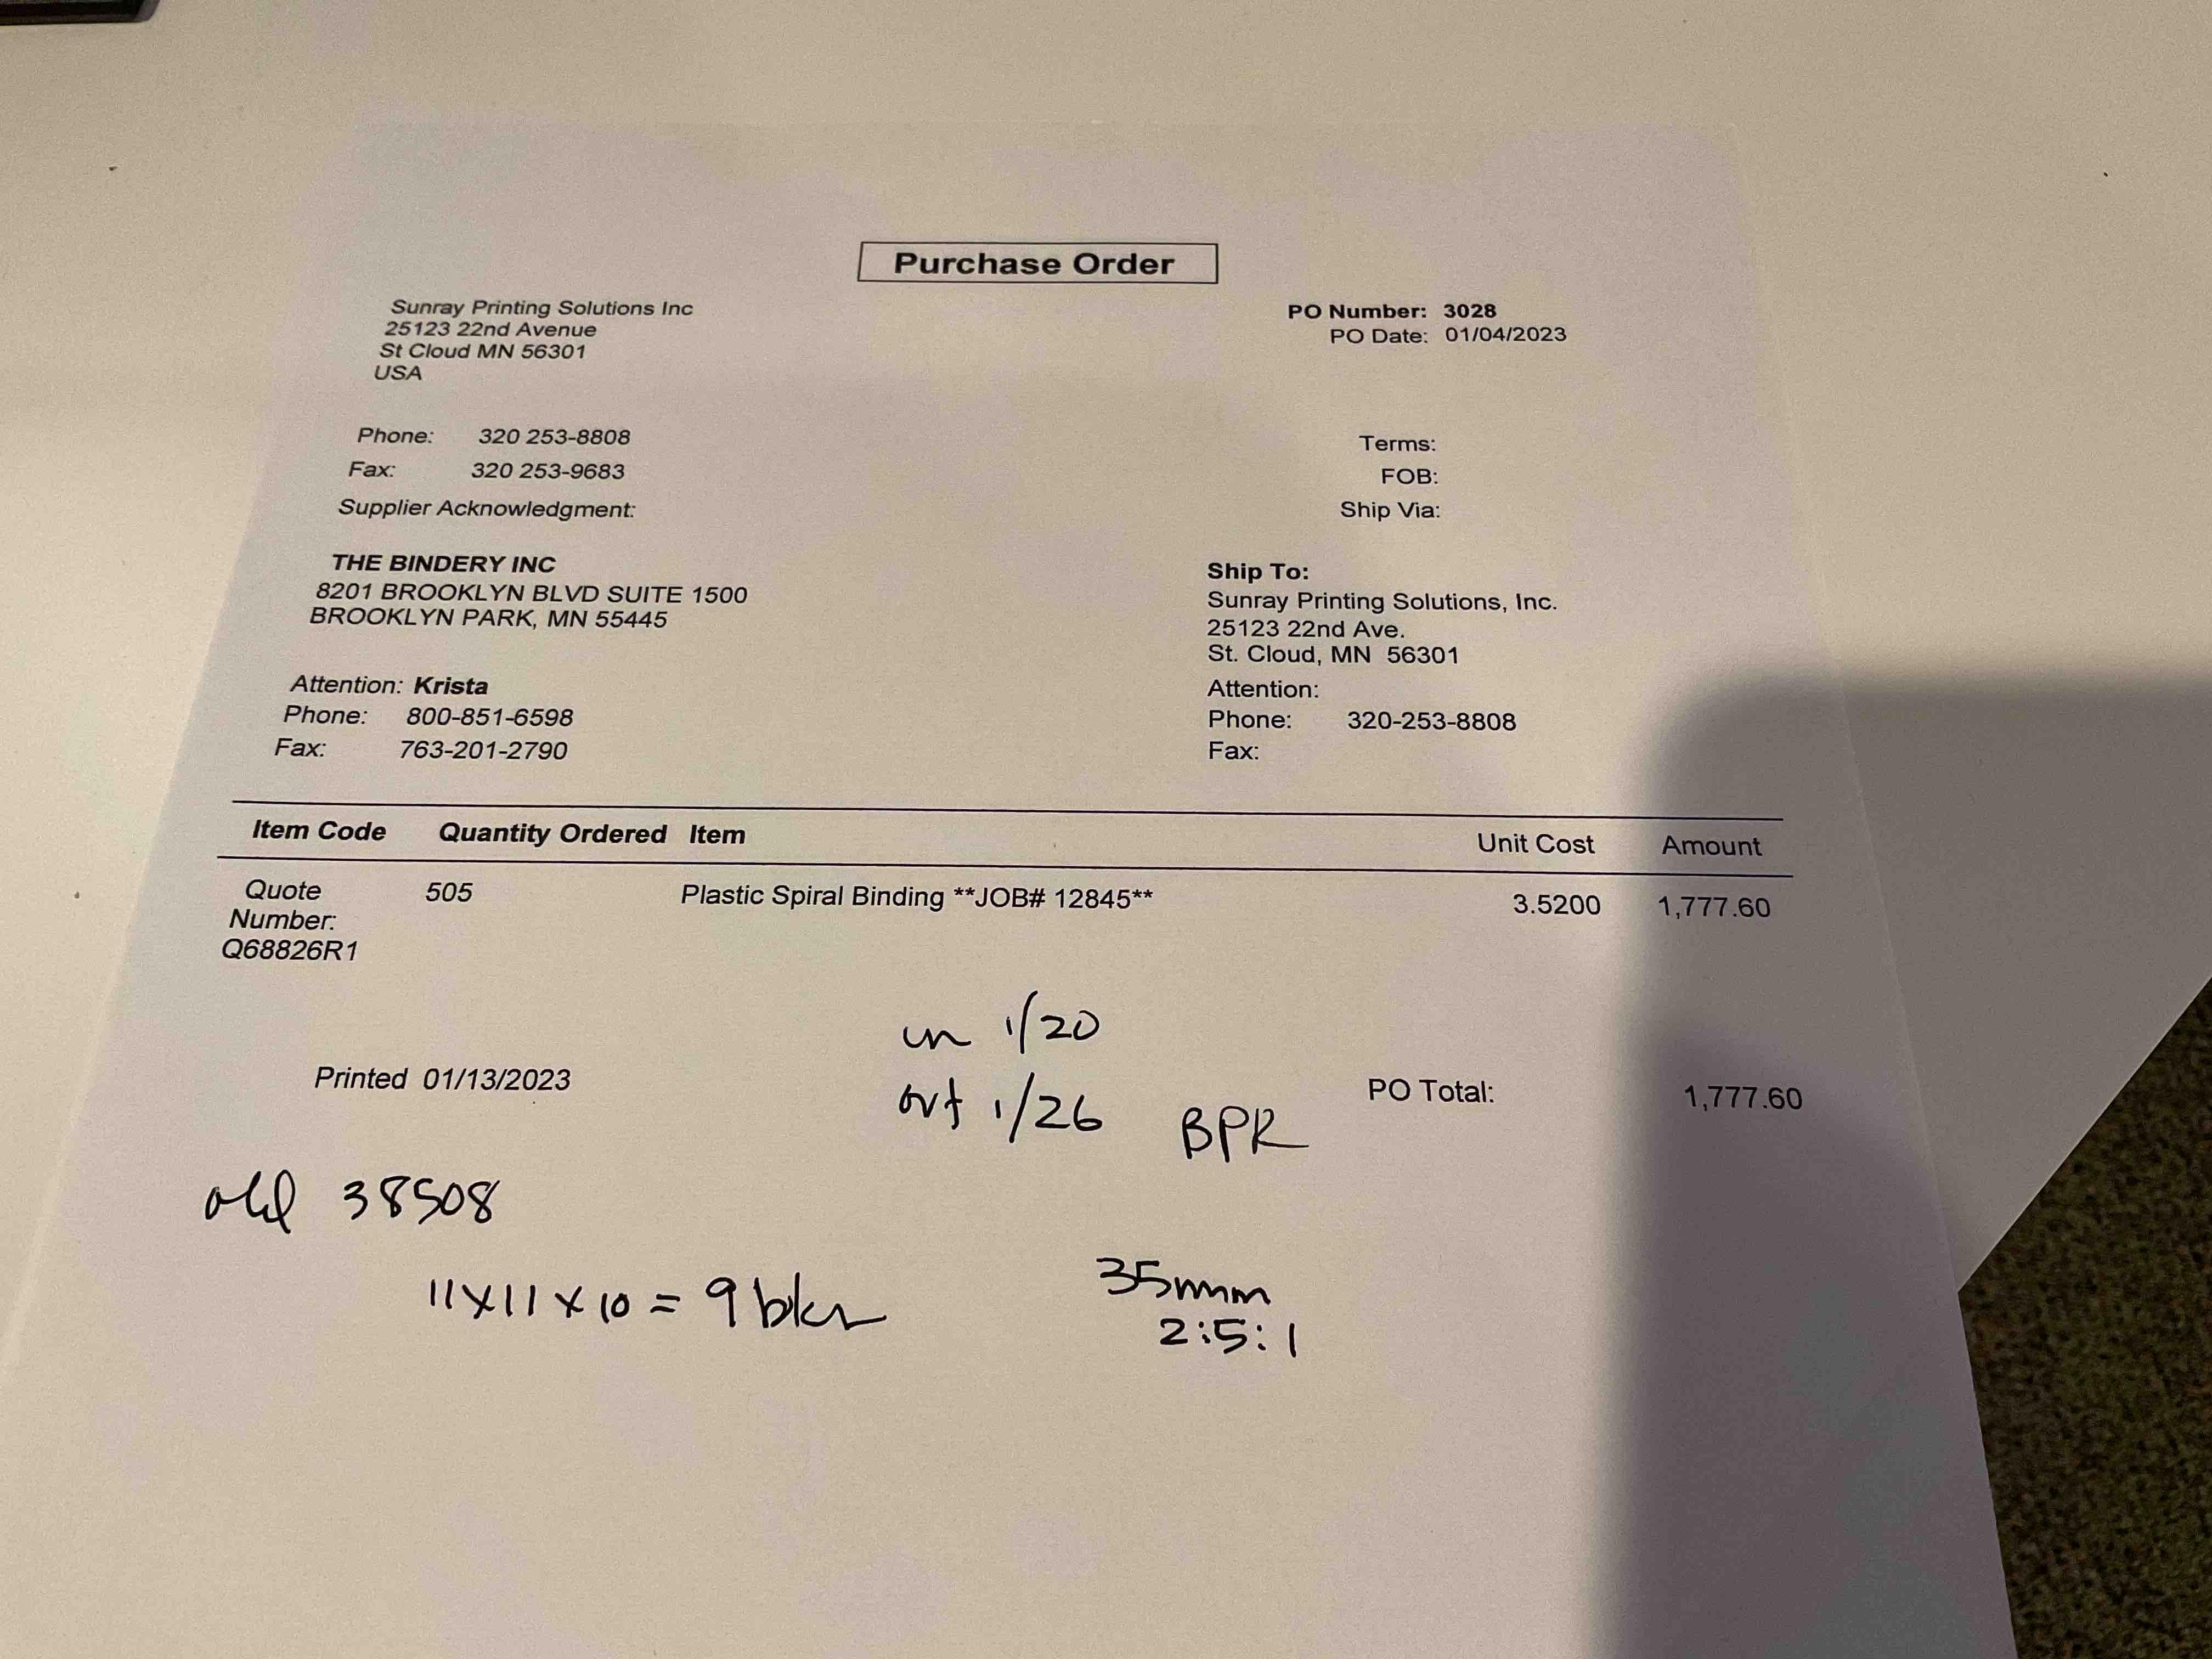 Purchase Order
Sunray Printing Solutions Inc
25123 22nd Avenue
St Cloud MN 56301
USA
PO Number: 3028
PO Date: 01/04/2023
Phone: 320 253-8808
Fax: 320 253-9683
Supplier Acknowledgment:
Terms:
FOB:
Ship Via:
THE BINDERY INC
8201 BROOKLYN BLVD SUITE 1500
BROOKLYN PARK, MN 55445
Attention: Krista
Phone: 800-851-6598
Fax: 763-201-2790
Ship To:
Sunray Printing Solutions, Inc.
25123 22nd Ave.
St. Cloud, MN 56301
Attention:
Phone: 320-253-8808
Fax:
Item Code Quantity Ordered Item Unit Cost Amount
Quote 505 Plastic Spiral Binding **JOB# 12845** 3.5200 1,777.60
Number:
Q68826R1
in 1/20
Printed 01/13/2023
PO Total: 1,777.60
out 1/26 BPR
old 38508
11x11x10 = 9
35mm
2:5:1